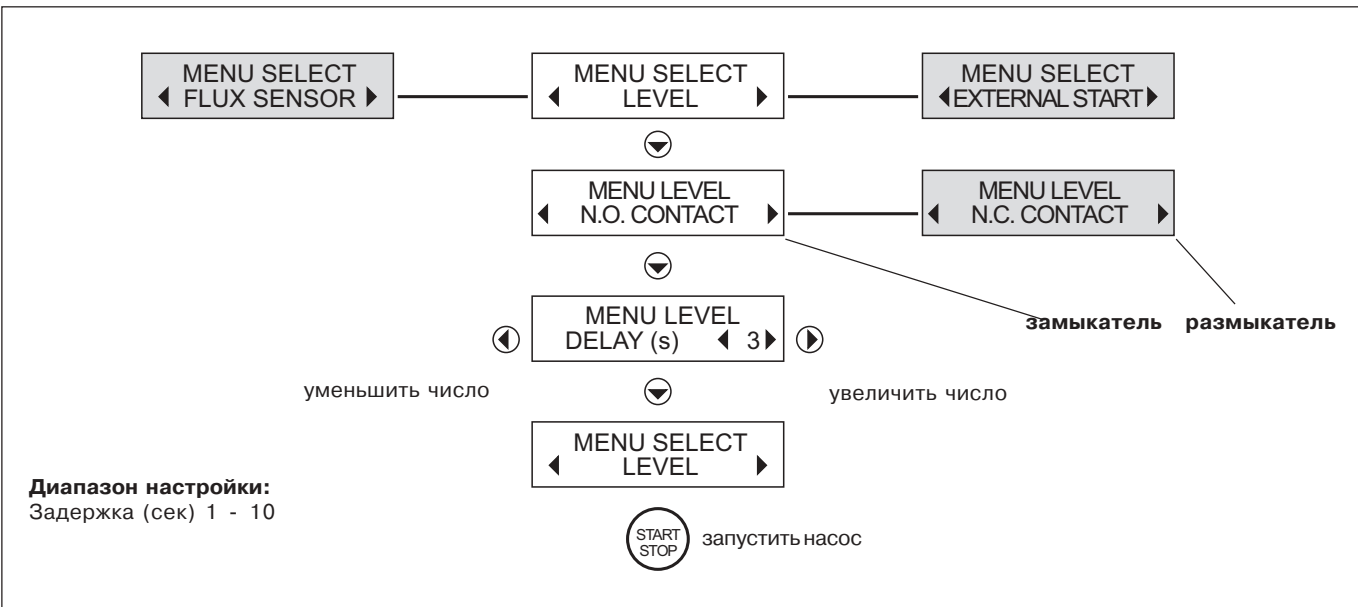 MENU SELECT
◀ FLUX SENSOR ▶
MENU SELECT
◀ LEVEL ▶
MENU SELECT
◀EXTERNAL START▶
MENU LEVEL
◀ N.O. CONTACT ▶
MENU LEVEL
◀ N.C. CONTACT ▶
замыкатель размыкатель
MENU LEVEL
DELAY (s) ◀ 3▶
уменьшить число
увеличить число
MENU SELECT
◀ LEVEL ▶
Диапазон настройки:
Задержка (сек) 1 - 10
START
STOP
запустить насос